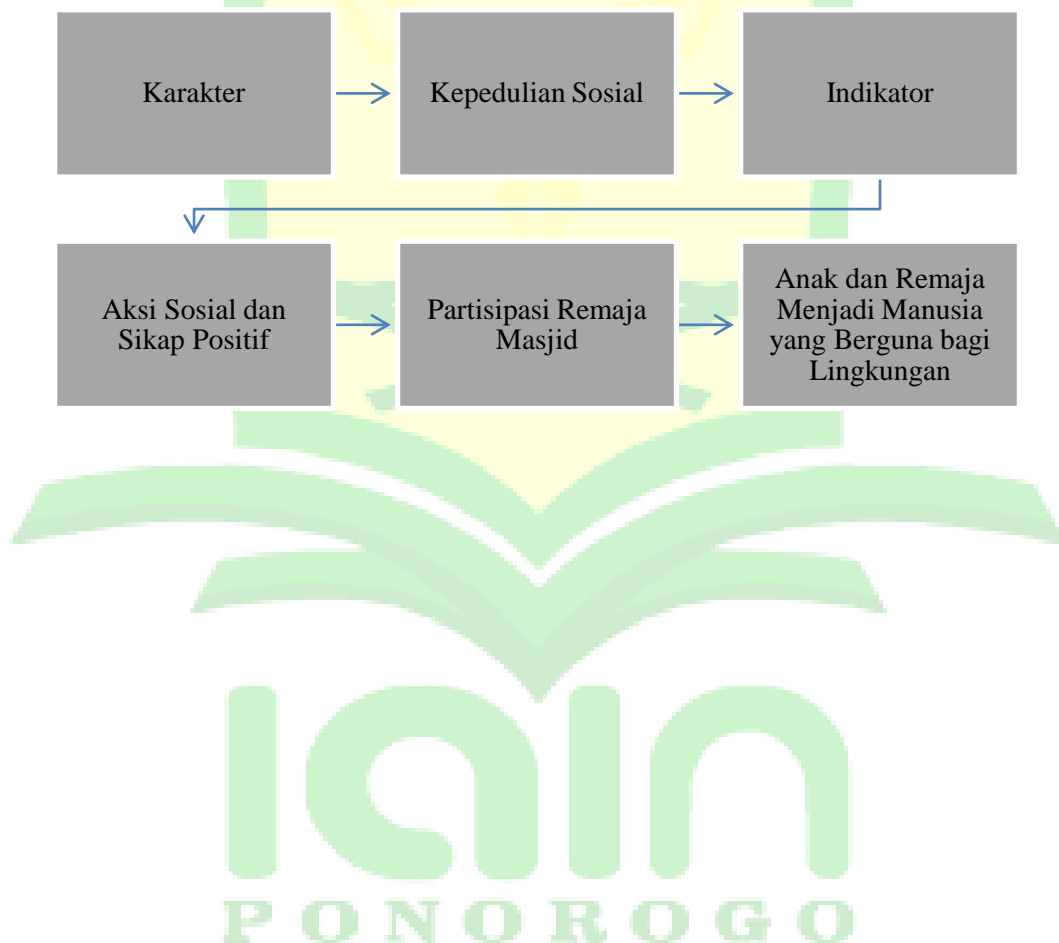 Karakter
Kepedulian Sosial
Indikator
Aksi Sosial dan
Sikap Positif
Partisipasi Remaja
Masjid
Anak dan Remaja
Menjadi Manusia
yang Berguna bagi
Lingkungan
iain
PONOROGO